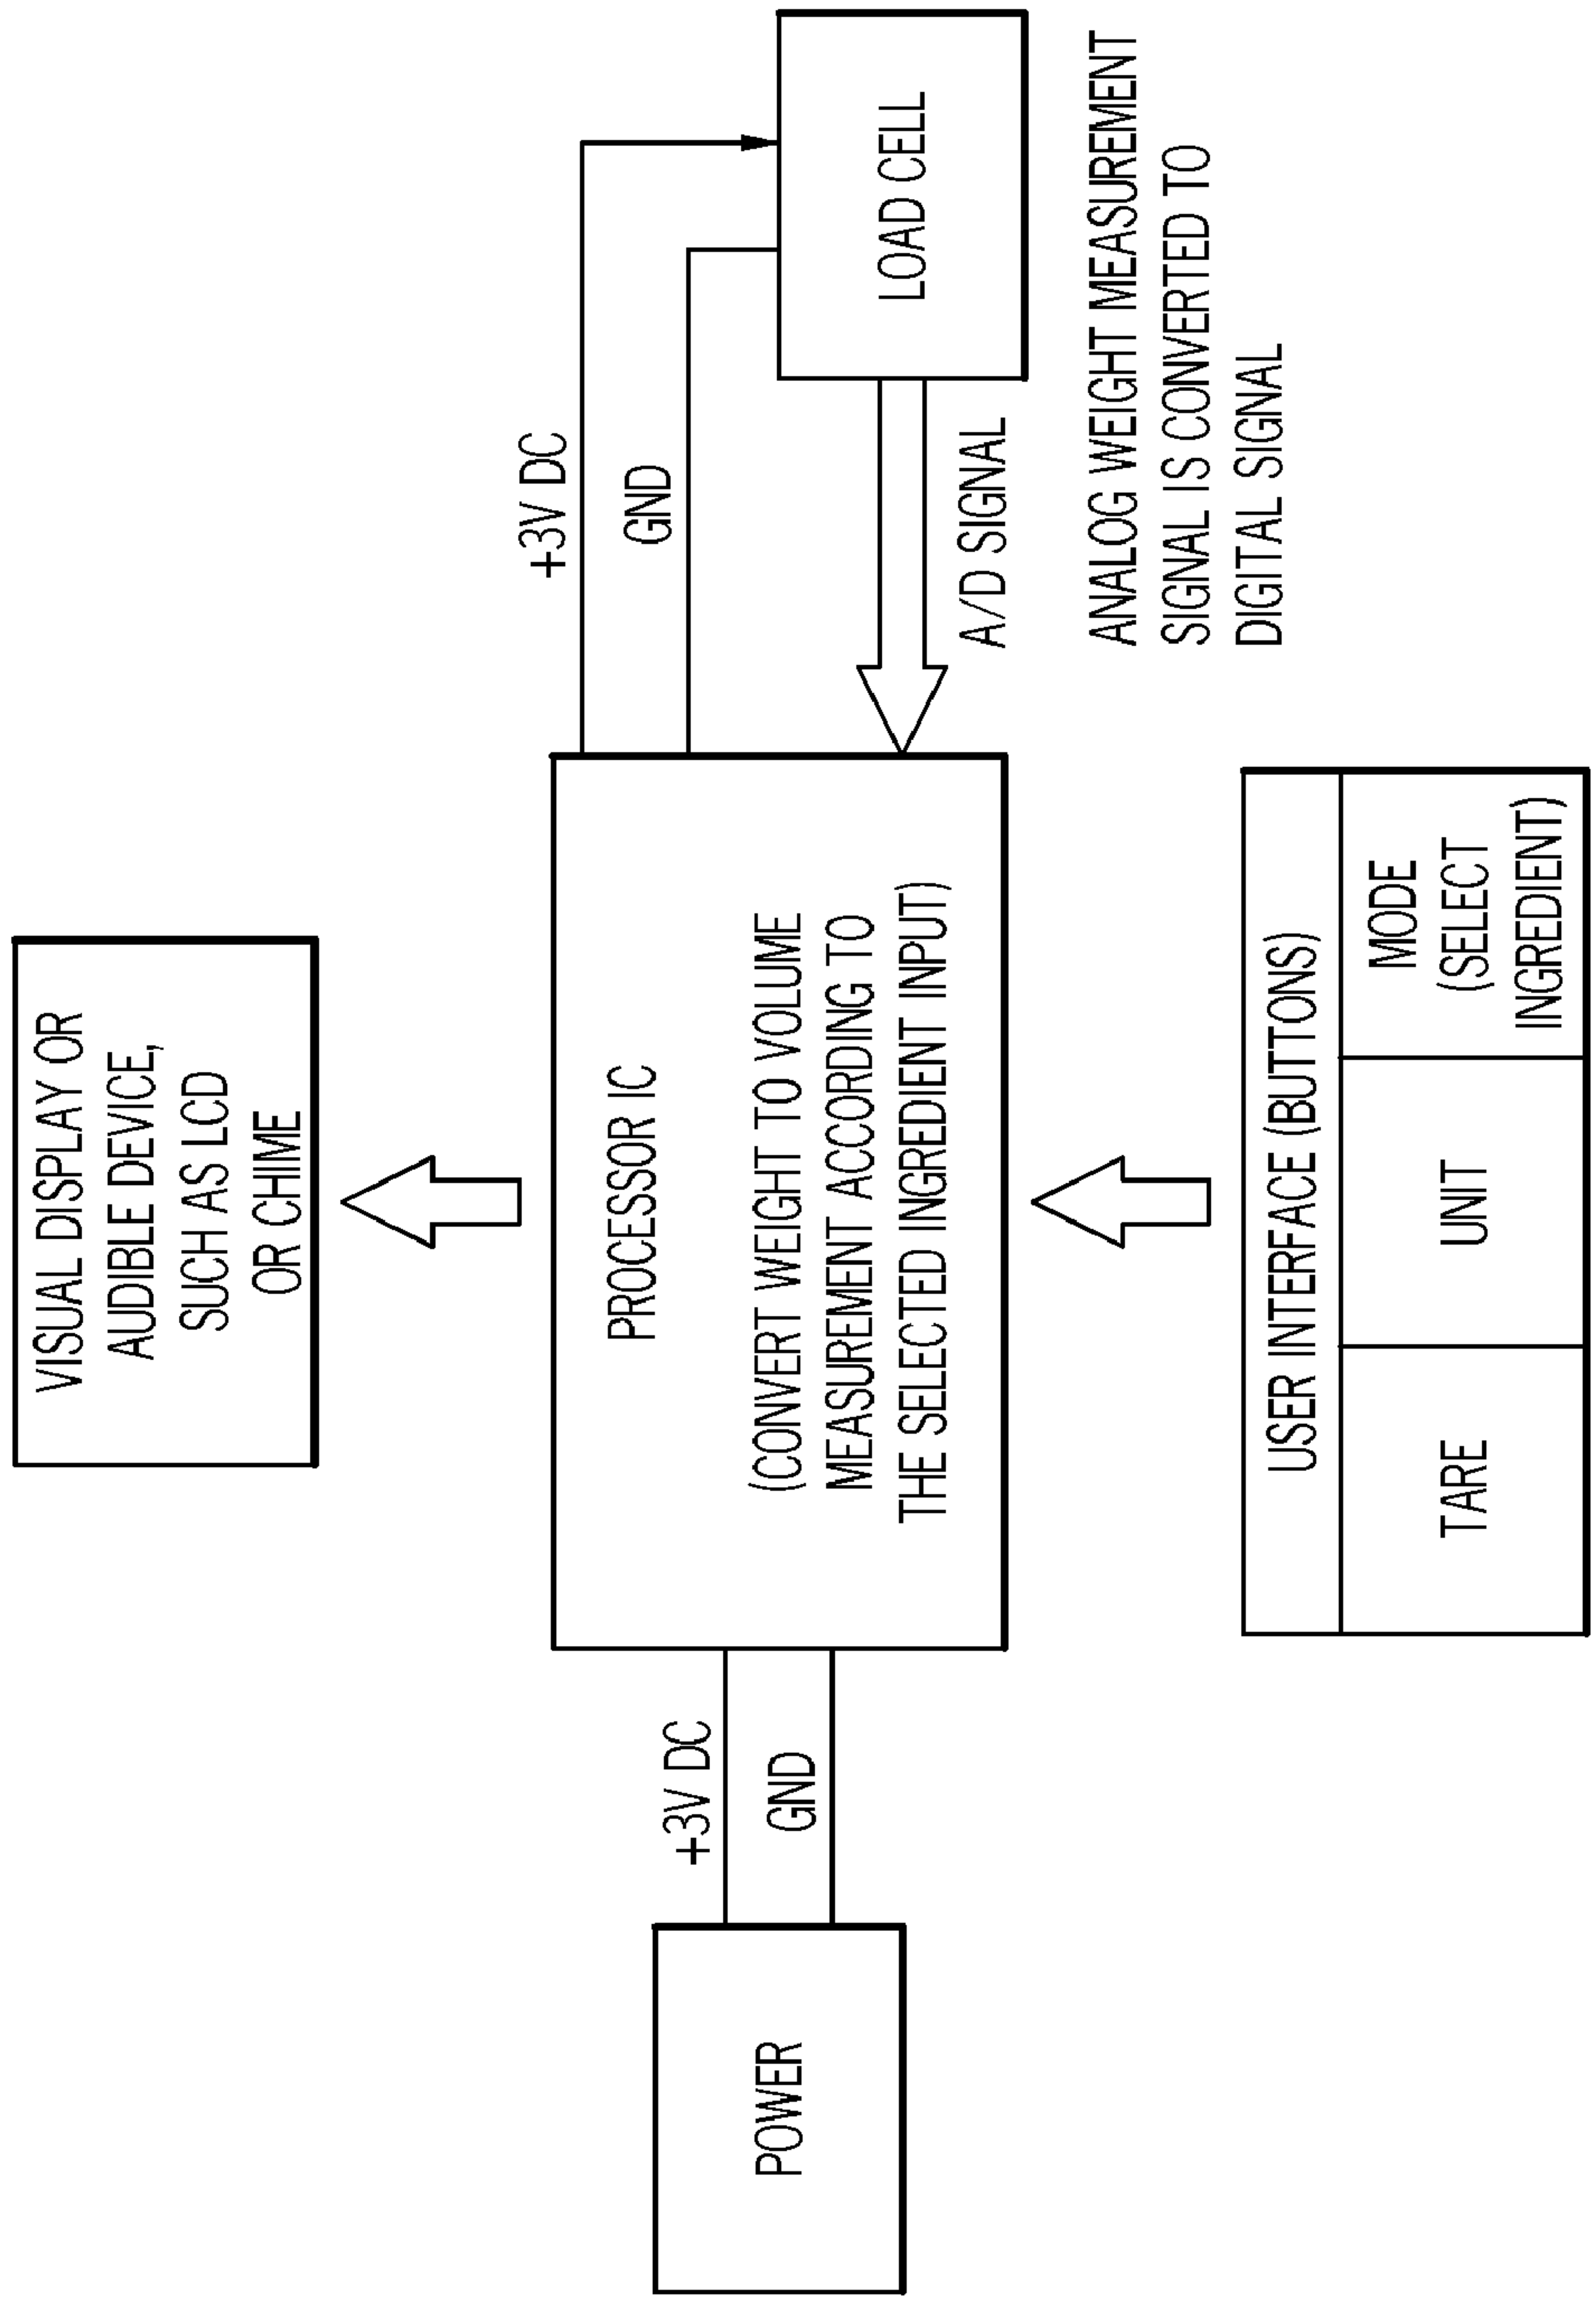 VISUAL DISPLAY OR
AUDIBLE DEVICE,
SUCH AS LCD
OR CHIME
POWER
+3V DC
GND
PROCESSOR IC
(CONVERT WEIGHT TO VOLUME
MEASUREMENT ACCORDING TO
THE SELECTED INGREDIENT INPUT)
+3V DC
GND
A/D SIGNAL
LOAD CELL
ANALOG WEIGHT MEASUREMENT
SIGNAL IS CONVERTED TO
DIGITAL SIGNAL
USER INTERFACE (BUTTONS)
TARE
UNIT
MODE
(SELECT
INGREDIENT)